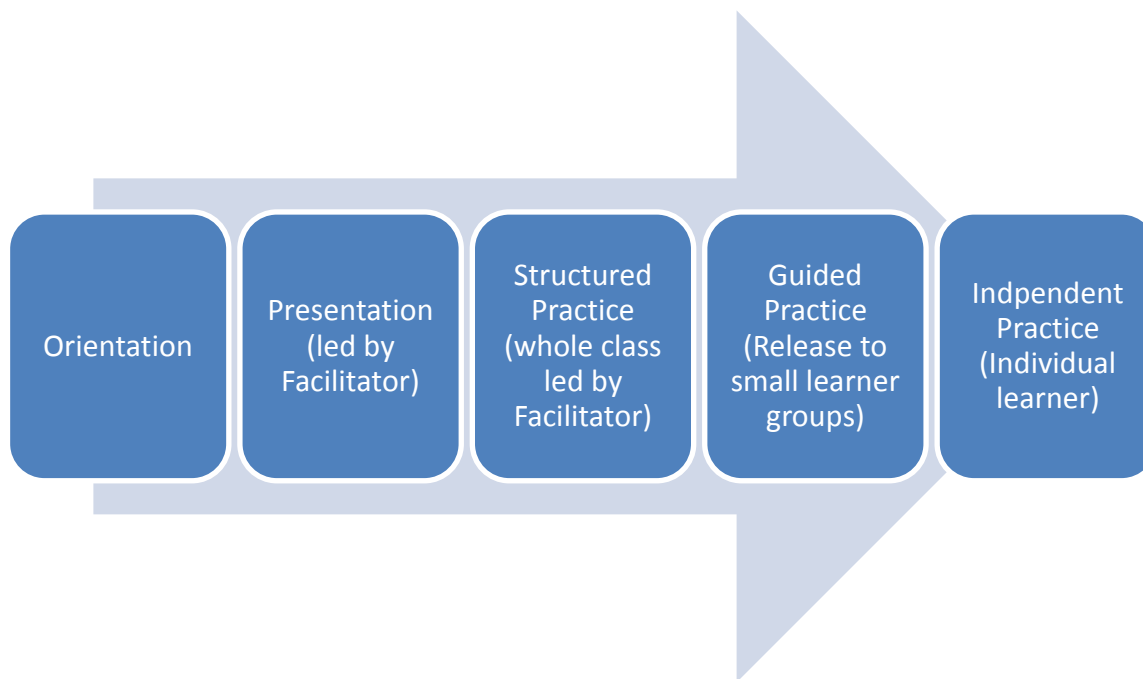 Orientation
Presentation
(led by
Facilitator)
Structured
Practice
(whole class
led by
Facilitator)
Guided
Practice
(Release to
small learner
groups)
Indpendent
Practice
(Individual
learner)